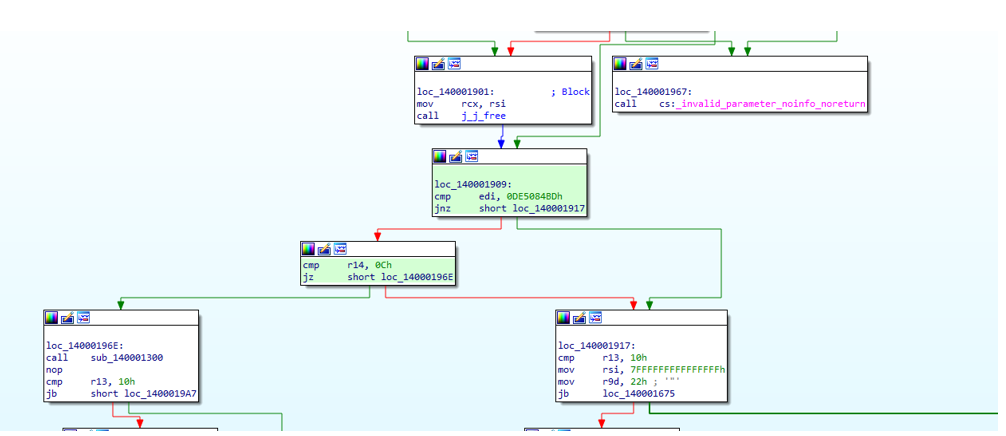 loc_140001901: ; Block
mov rcx, rsi
call j_j_free
loc_140001967:
call cs:_invalid_parameter_noinfo_noreturn
loc_140001909:
cmp edi, 0DE5084BDh
jnz short loc_140001917
cmp r14, 0Ch
jz short loc_14000196E
loc_14000196E:
call sub_140001300
nop
cmp r13, 10h
jb short loc_1400019A7
loc_140001917:
cmp r13, 10h
mov rsi, 7FFFFFFFFFFFFFFFh
mov r9d, 22h ; '"'
jb loc_140001675